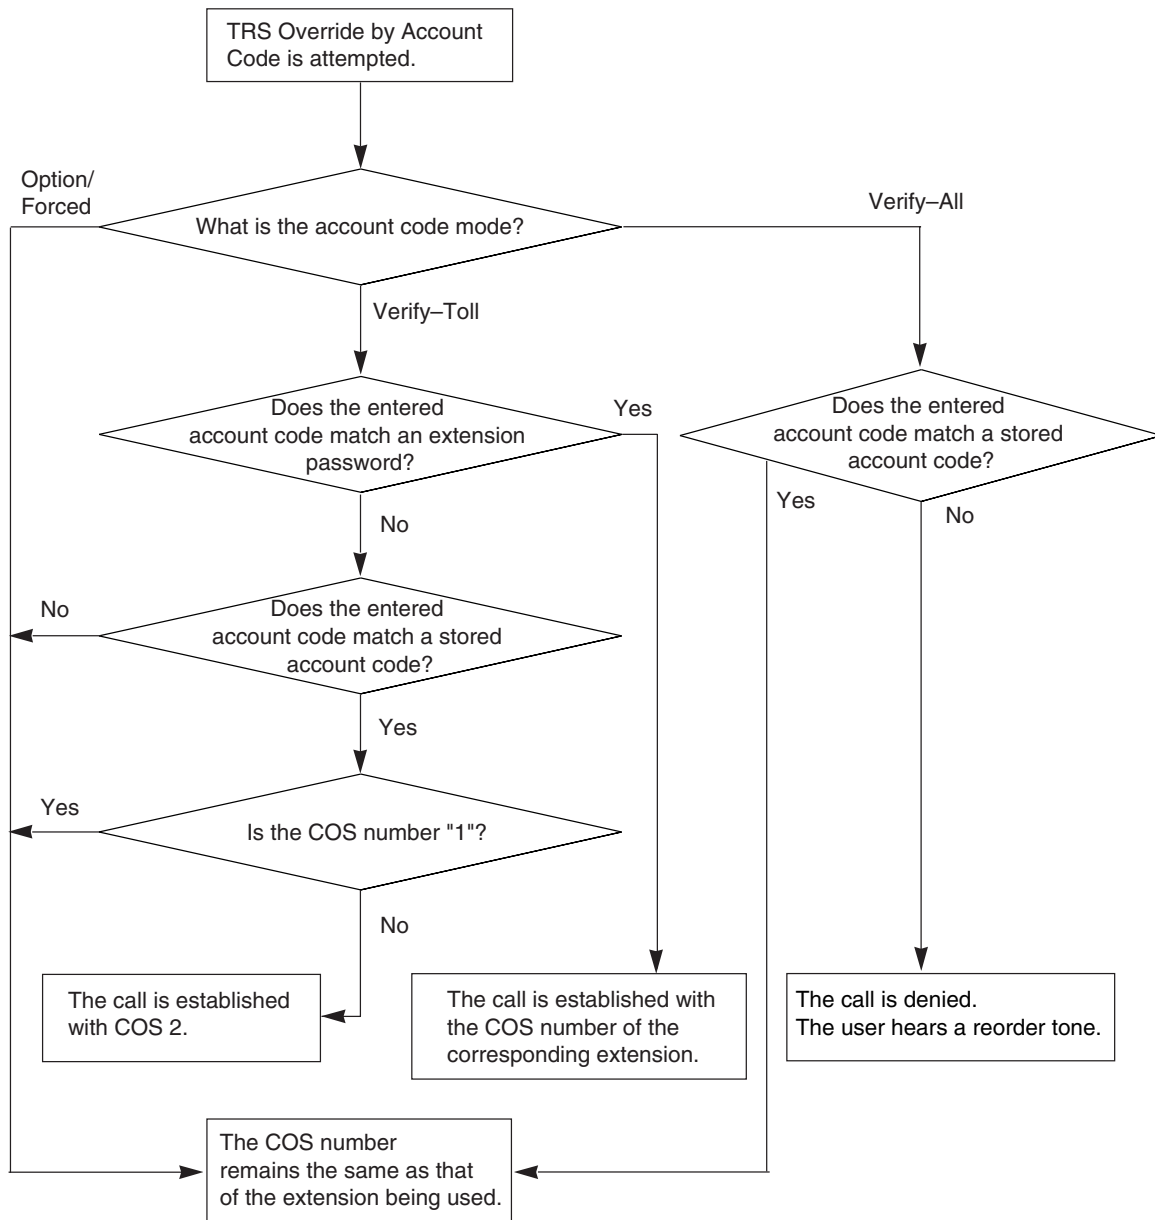 TRS Override by Account
Code is attempted.
Option/
Forced
What is the account code mode?
Verify–All
Verify–Toll
Does the entered
account code match an extension
password?
Yes
Does the entered
account code match a stored
account code?
Yes
No
No
No
Does the entered
account code match a stored
account code?
Yes
Yes
Is the COS number "1"?
No
The call is established
with COS 2.
The call is established with
the COS number of the
corresponding extension.
The call is denied.
The user hears a reorder tone.
The COS number
remains the same as that
of the extension being used.